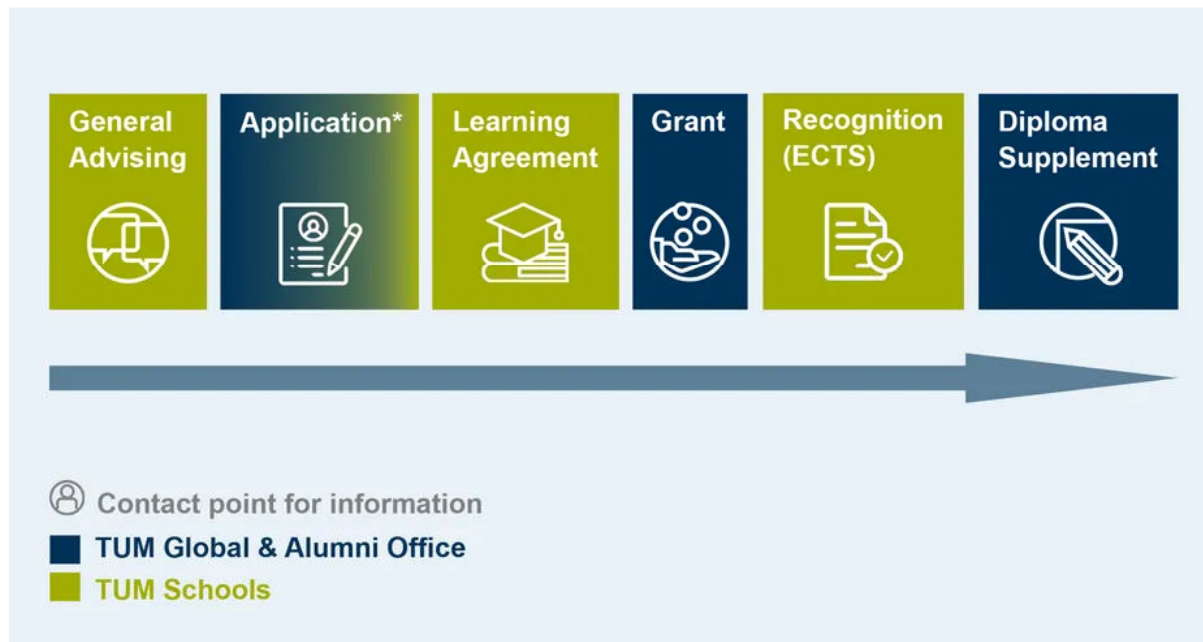 General
Advising
Application*
Learning
Agreement
Grant
Recognition
(ECTS)
Diploma
Supplement
Contact point for information
TUM Global & Alumni Office
TUM Schools